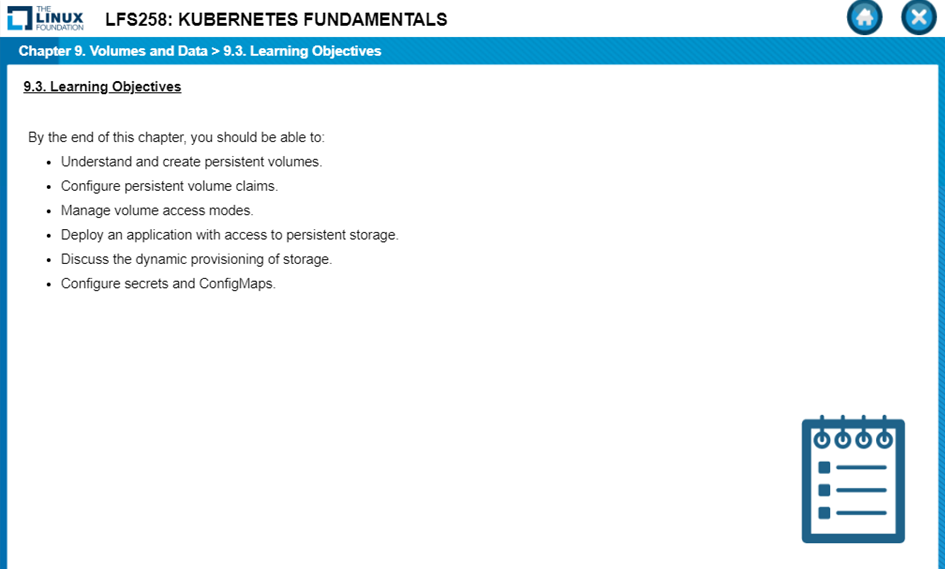 THE
LINUX
FOUNDATION
LFS258: KUBERNETES FUNDAMENTALS
Chapter 9. Volumes and Data > 9.3. Learning Objectives
9.3. Learning Objectives
By the end of this chapter, you should be able to:
• Understand and create persistent volumes.
• Configure persistent volume claims.
• Manage volume access modes.
• Deploy an application with access to persistent storage.
• Discuss the dynamic provisioning of storage.
• Configure secrets and ConfigMaps.